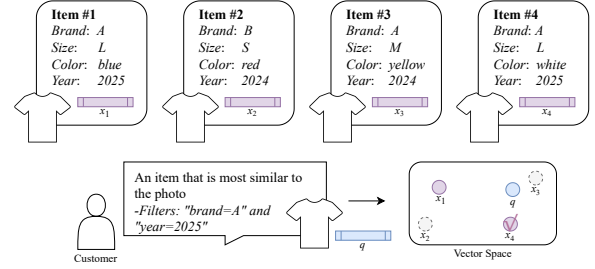 Item #1
Brand: A
Size: L
Color: blue
Year: 2025
x1
Item #2
Brand: B
Size: S
Color: red
Year: 2024
x2
Item #3
Brand: A
Size: M
Color: yellow
Year: 2024
x3
Item #4
Brand: A
Size: L
Color: white
Year: 2025
x4
An item that is most similar to
the photo
-Filters: "brand=A" and
"year=2025"
Customer
q
x1
q
x3
x2
x4
Vector Space